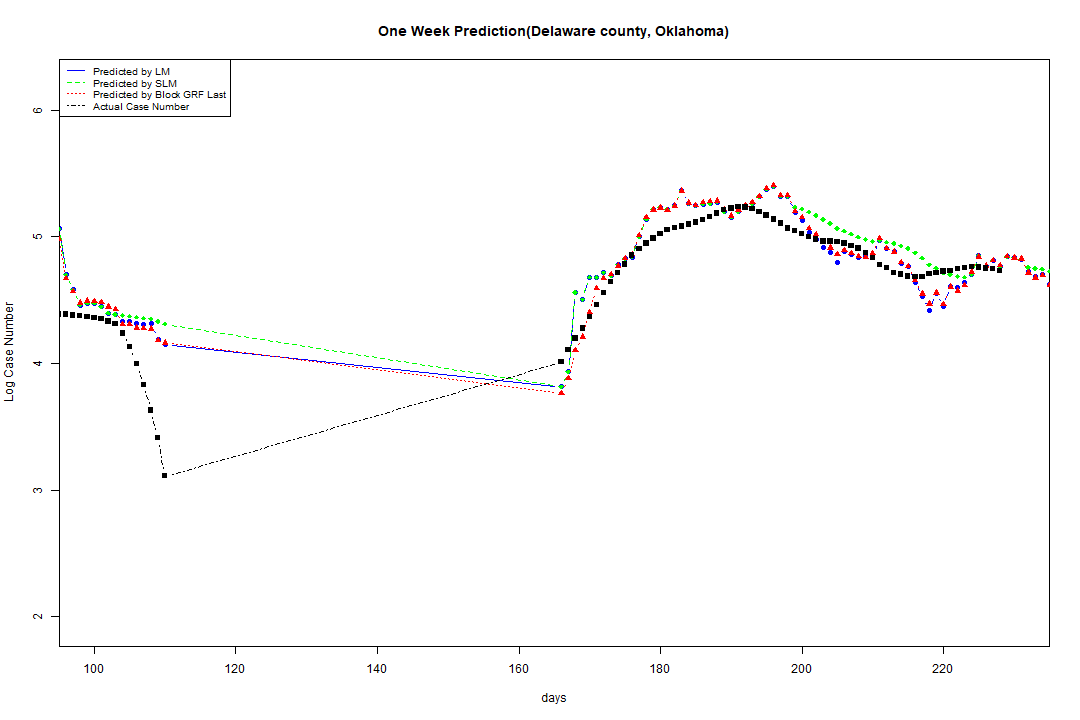 One Week Prediction(Delaware county, Oklahoma)
Predicted by LM
Predicted by SLM
Predicted by Block GRF Last
Actual Case Number
Log Case Number
6
5
4
3
2
100 120 140 160 180 200 220
days